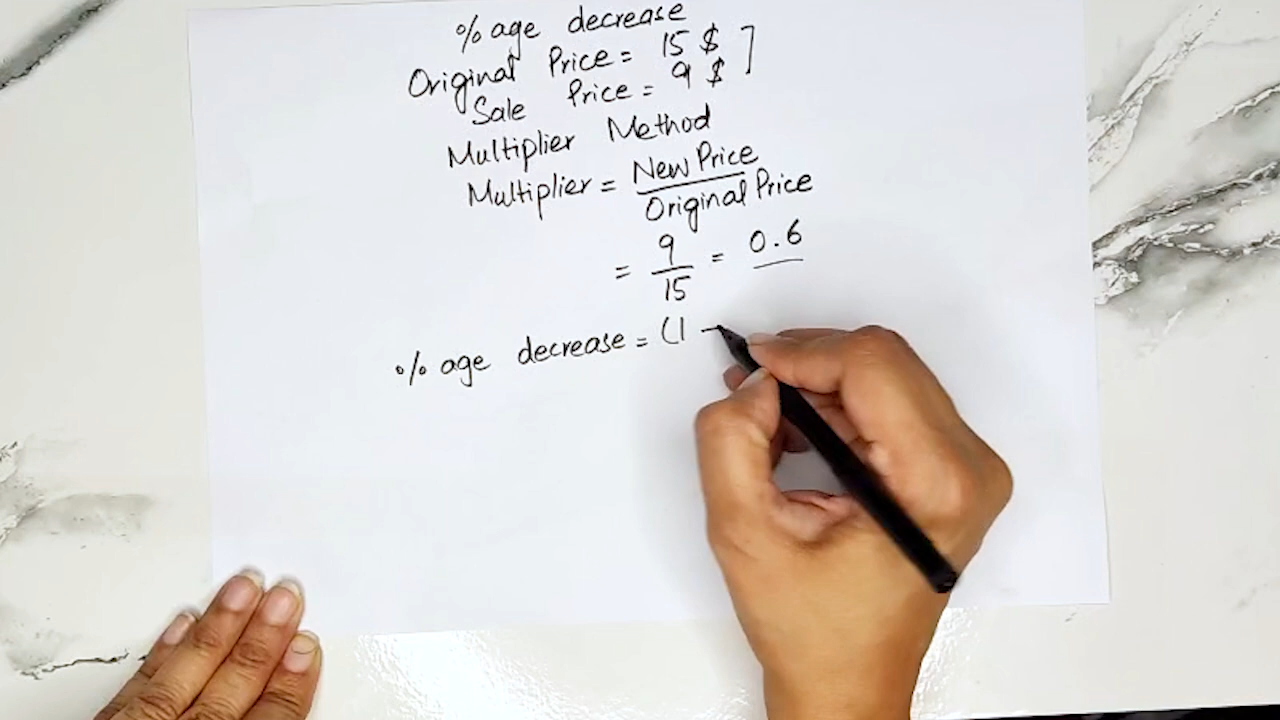 % age decrease
Original Price = 15 $ ]
Sale Price = 9 $
Multiplier Method
Multiplier = New Price / Original Price
= 9 / 15 = 0.6
% age decrease = (1 -